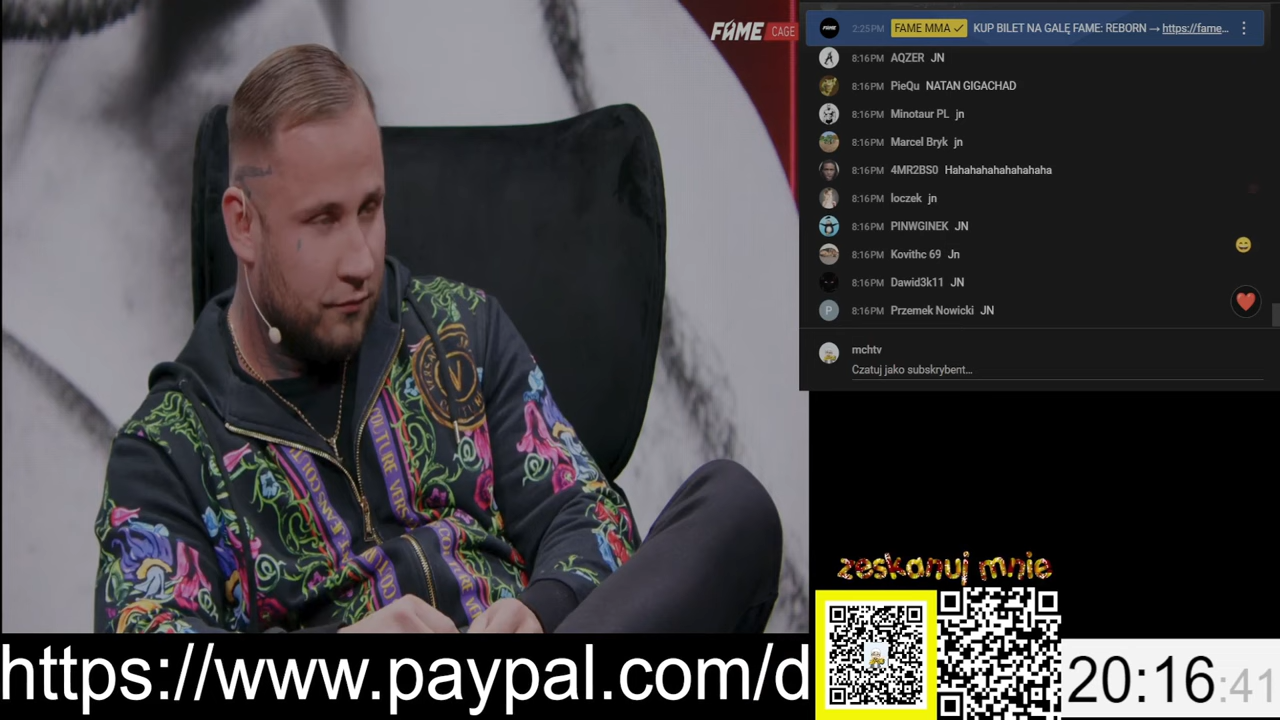 FAME CAGE
2:25PM FAME MMA KUP BILET NA GALĘ FAME: REBORN → https://fame...
8:16PM AQZER JN
8:16PM PieQu NATAN GIGACHAD
8:16PM Minotaur PL jn
8:16PM Marcel Bryk jn
8:16PM 4MR2BS0 Hahahahahahahahaha
8:16PM loczek jn
8:16PM PINWGINEK JN
8:16PM Kovithc 69 Jn
8:16PM Dawid3k11 JN
P 8:16PM Przemek Nowicki JN
mchtv
Czatuj jako subskrybent...
COUTURE VERS
zeskanuj mnie
https://www.paypal.com/d
20:16:41